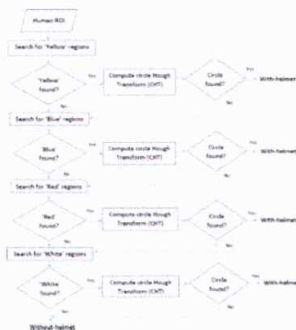 Human ROI
Search for 'Yellow' regions
'Yellow'
found?
Yes
Compute circle Hough
Transform (CHT)
Circle
found?
Yes
With-helmet
No
No
Search for 'Blue' regions
'Blue'
found?
Yes
Compute circle Hough
Transform (CHT)
Circle
found?
Yes
With-helmet
No
No
Search for 'Red' regions
'Red'
found?
Yes
Compute circle Hough
Transform (CHT)
Circle
found?
Yes
With-helmet
No
No
Search for 'White' regions
'White'
found?
Yes
Compute circle Hough
Transform (CHT)
Circle
found?
Yes
With-helmet
No
No
Without-helmet